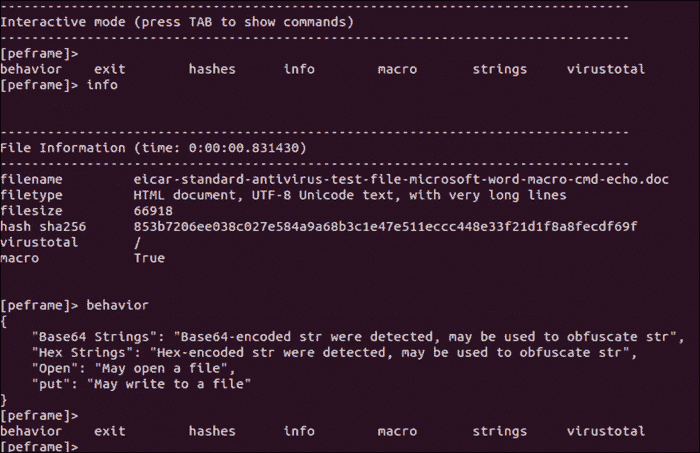 --------------------------------------------------------------------------------
Interactive mode (press TAB to show commands)
--------------------------------------------------------------------------------
[peframe]>
behavior    exit        hashes      info        macro       strings     virustotal
[peframe]> info
--------------------------------------------------------------------------------
File Information (time: 0:00:00.831430)
--------------------------------------------------------------------------------
filename         eicar-standard-antivirus-test-file-microsoft-word-macro-cmd-echo.doc
filetype         HTML document, UTF-8 Unicode text, with very long lines
filesize         66918
hash sha256      853b7206ee038c027e584a9a68b3c1e47e511eccc448e33f21d1f8a8fecdf69f
virustotal       /
macro            True
[peframe]> behavior
{
    "Base64 Strings": "Base64-encoded str were detected, may be used to obfuscate str",
    "Hex Strings": "Hex-encoded str were detected, may be used to obfuscate str",
    "Open": "May open a file",
    "put": "May write to a file"
}
[peframe]>
behavior    exit        hashes      info        macro       strings     virustotal
[peframe]>